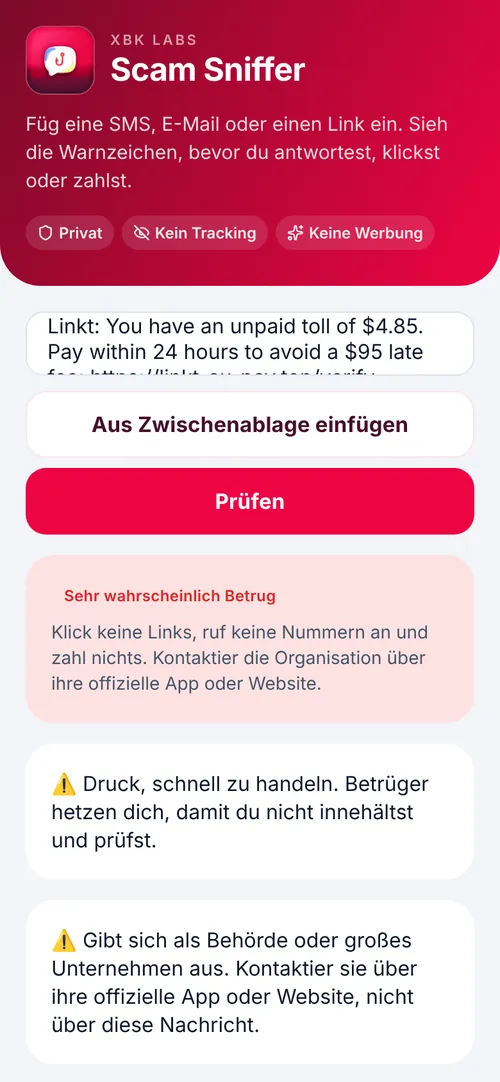 XBK LABS
Scam Sniffer
Füg eine SMS, E-Mail oder einen Link ein. Sieh
die Warnzeichen, bevor du antwortest, klickst
oder zahlst.
Privat
Kein Tracking
Keine Werbung
Linkt: You have an unpaid toll of $4.85.
Pay within 24 hours to avoid a $95 late
Aus Zwischenablage einfügen
Prüfen
Sehr wahrscheinlich Betrug
Klick keine Links, ruf keine Nummern an und
zahl nichts. Kontaktier die Organisation über
ihre offizielle App oder Website.
⚠️ Druck, schnell zu handeln. Betrüger
hetzen dich, damit du nicht innehältst
und prüfst.
⚠️ Gibt sich als Behörde oder großes
Unternehmen aus. Kontaktier sie über
ihre offizielle App oder Website, nicht
über diese Nachricht.